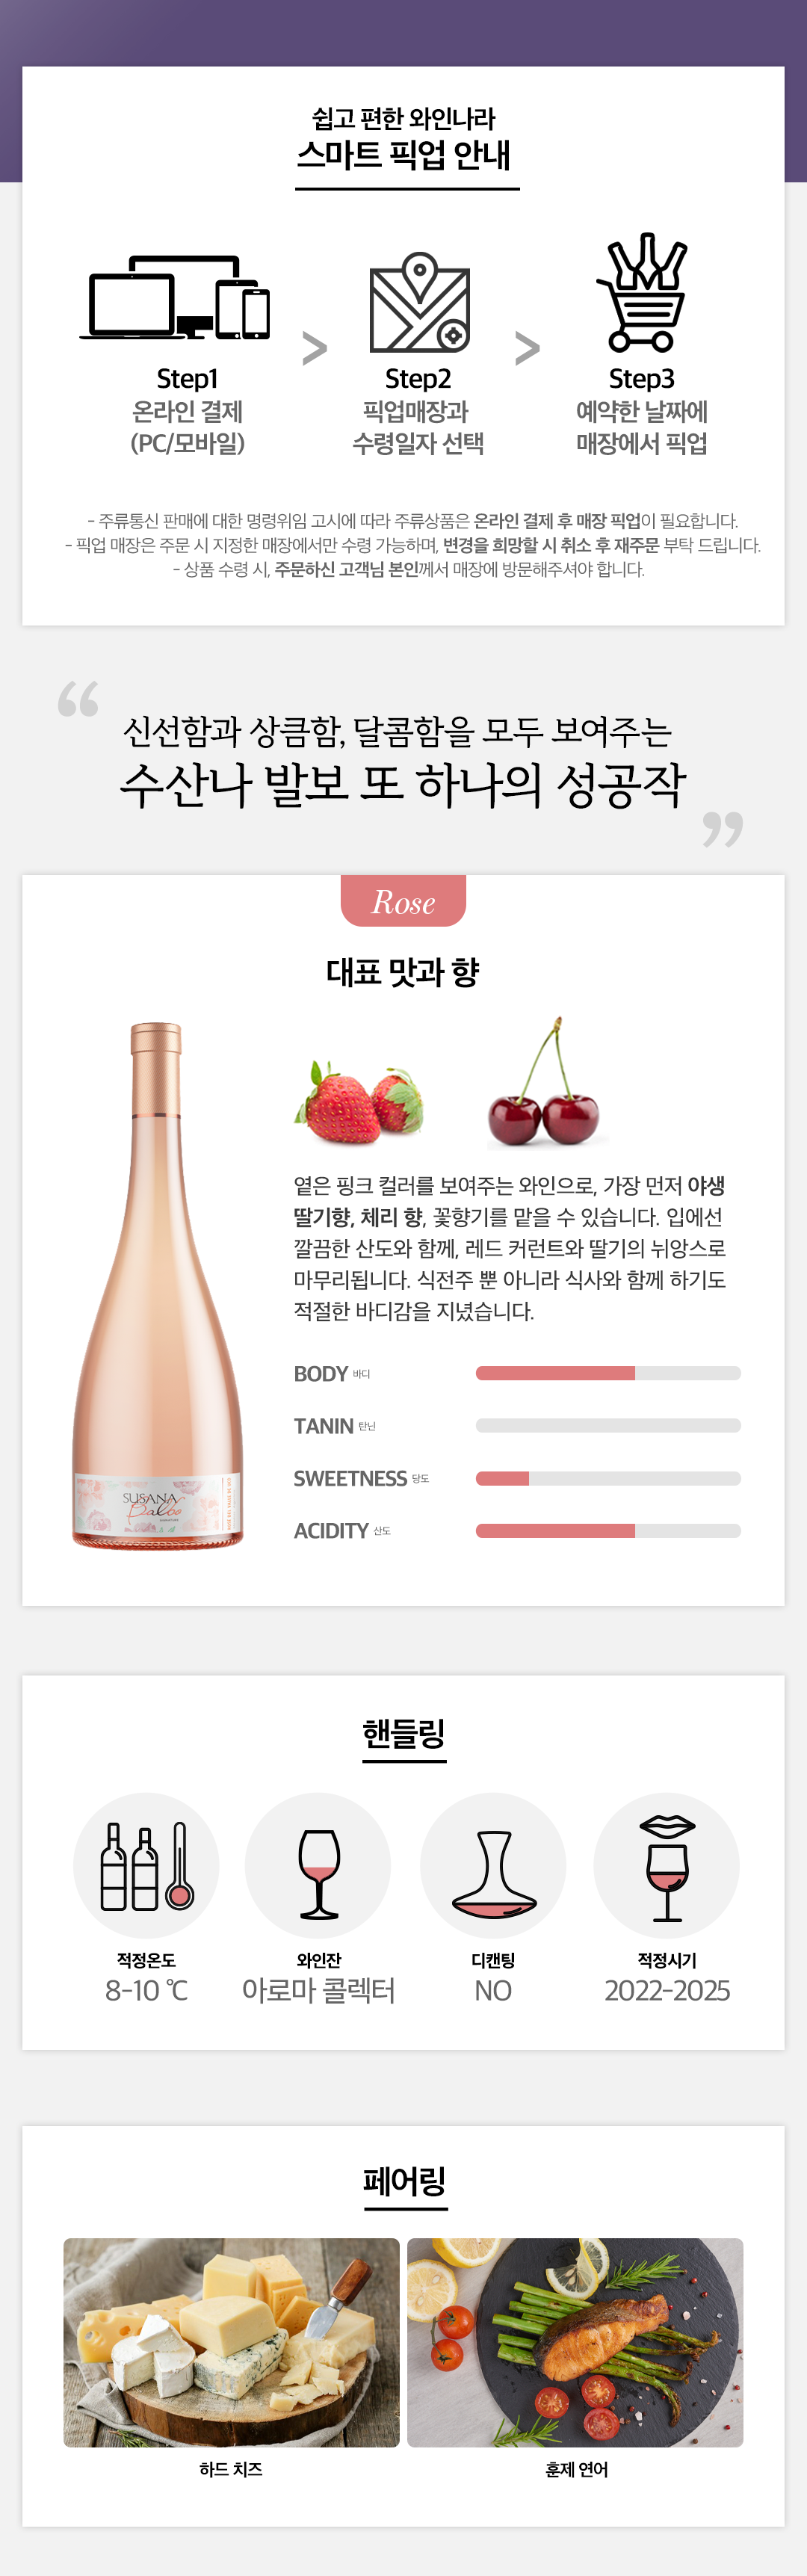 쉽고 편한 와인나라
스마트 픽업 안내
Step1
온라인 결제
(PC/모바일)
>
Step2
픽업매장과
수령일자 선택
>
Step3
예약한 날짜에
매장에서 픽업
- 주류통신 판매에 대한 명령위임 고시에 따라 주류상품은 온라인 결제 후 매장 픽업이 필요합니다.
- 픽업 매장은 주문 시 지정한 매장에서만 수령 가능하며, 변경을 희망할 시 취소 후 재주문 부탁 드립니다.
- 상품 수령 시, 주문하신 고객님 본인께서 매장에 방문해주셔야 합니다.
“
신선함과 상큼함, 달콤함을 모두 보여주는
수산나 발보 또 하나의 성공작
”
Rose
대표 맛과 향
옅은 핑크 컬러를 보여주는 와인으로, 가장 먼저 야생
딸기향, 체리 향, 꽃향기를 맡을 수 있습니다. 입에선
깔끔한 산도와 함께, 레드 커런트와 딸기의 뉘앙스로
마무리됩니다. 식전주 뿐 아니라 식사와 함께 하기도
적절한 바디감을 지녔습니다.
BODY 바디
TANIN 탄닌
SWEETNESS 당도
ACIDITY 산도
SUSANA
Balbo
SIGNATURE
핸들링
적정온도
8-10 ℃
와인잔
아로마 콜렉터
디캔팅
NO
적정시기
2022-2025
페어링
하드 치즈
훈제 연어